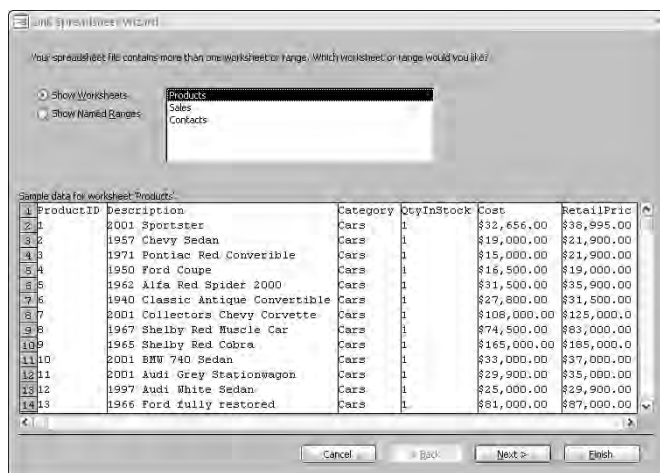 Link Spreadsheet Wizard
Your spreadsheet file contains more than one worksheet or range. Which worksheet or range would you like?
Show Worksheets
Show Named Ranges
Products
Sales
Contacts
Sample data for worksheet 'Products'.
1 ProductID Description Category QtyInStock Cost RetailPric
2 1 2001 Sportster Cars 1 $32,656.00 $38,995.00
3 2 1957 Chevy Sedan Cars 1 $19,000.00 $21,900.00
4 3 1971 Pontiac Red Converible Cars 1 $15,000.00 $21,900.00
5 4 1950 Ford Coupe Cars 1 $16,500.00 $19,000.00
6 5 1962 Alfa Red Spider 2000 Cars 1 $31,500.00 $35,900.00
7 6 1940 Classic Antique Convertible Cars 1 $27,800.00 $31,500.00
8 7 2001 Collectors Chevy Corvette Cars 1 $108,000.00 $125,000.0
9 8 1967 Shelby Red Muscle Car Cars 1 $74,500.00 $83,000.00
10 9 1965 Shelby Red Cobra Cars 1 $165,000.00 $185,000.0
11 10 2001 BMW 740 Sedan Cars 1 $33,000.00 $37,000.00
12 11 2001 Audi Grey Stationwagon Cars 1 $29,900.00 $35,000.00
13 12 1997 Audi White Sedan Cars 1 $25,000.00 $29,900.00
14 13 1966 Ford fully restored Cars 1 $81,000.00 $87,000.00
Cancel < Back Next > Finish